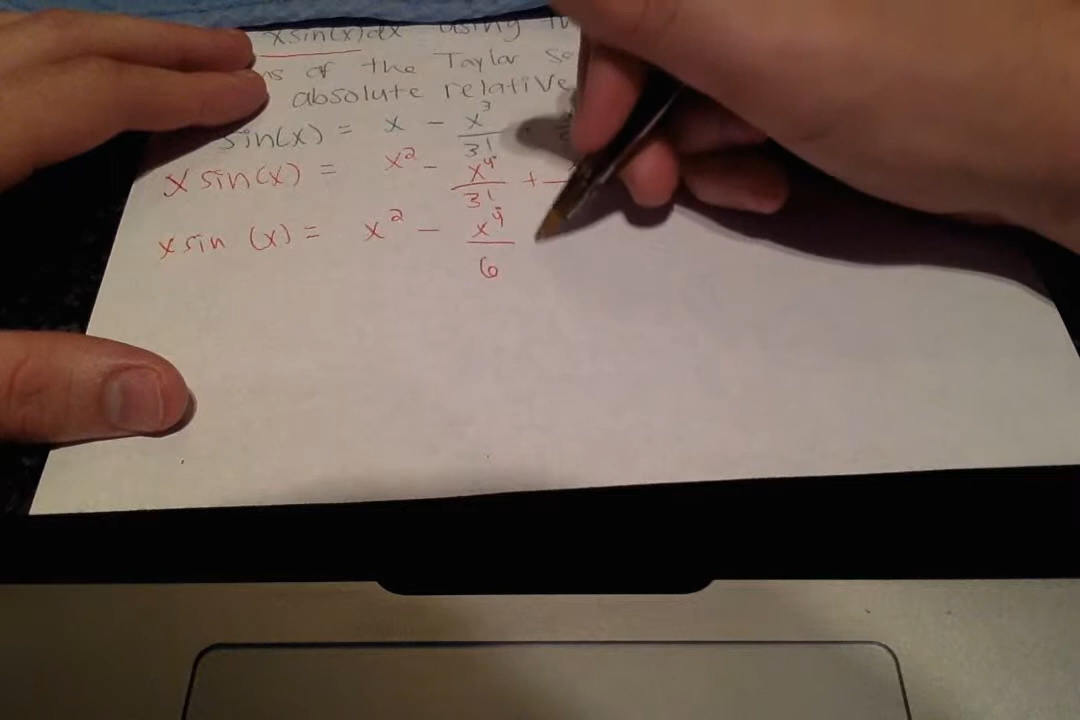 xsin(x)dx using
of the Taylor
absolute relative
sin(x) = x - x³/3!
x sin(x) = x² - x⁴/3! +
x sin (x) = x² - x⁴/6